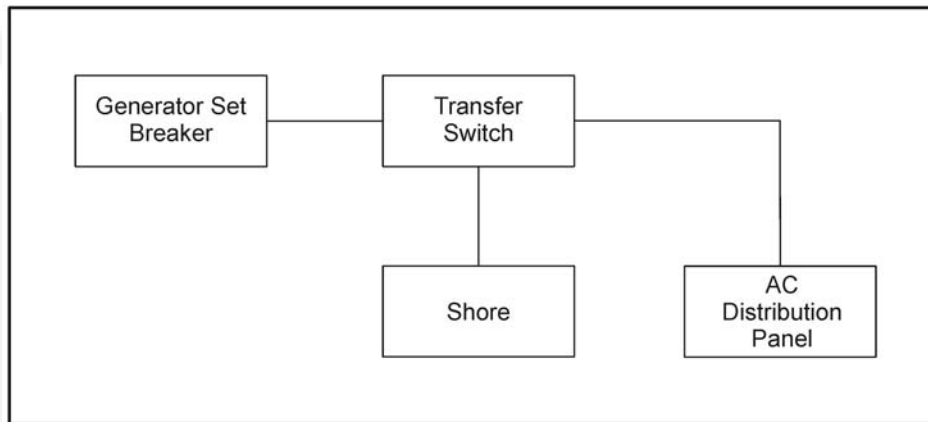 Generator Set
Breaker
Transfer
Switch
Shore
AC
Distribution
Panel